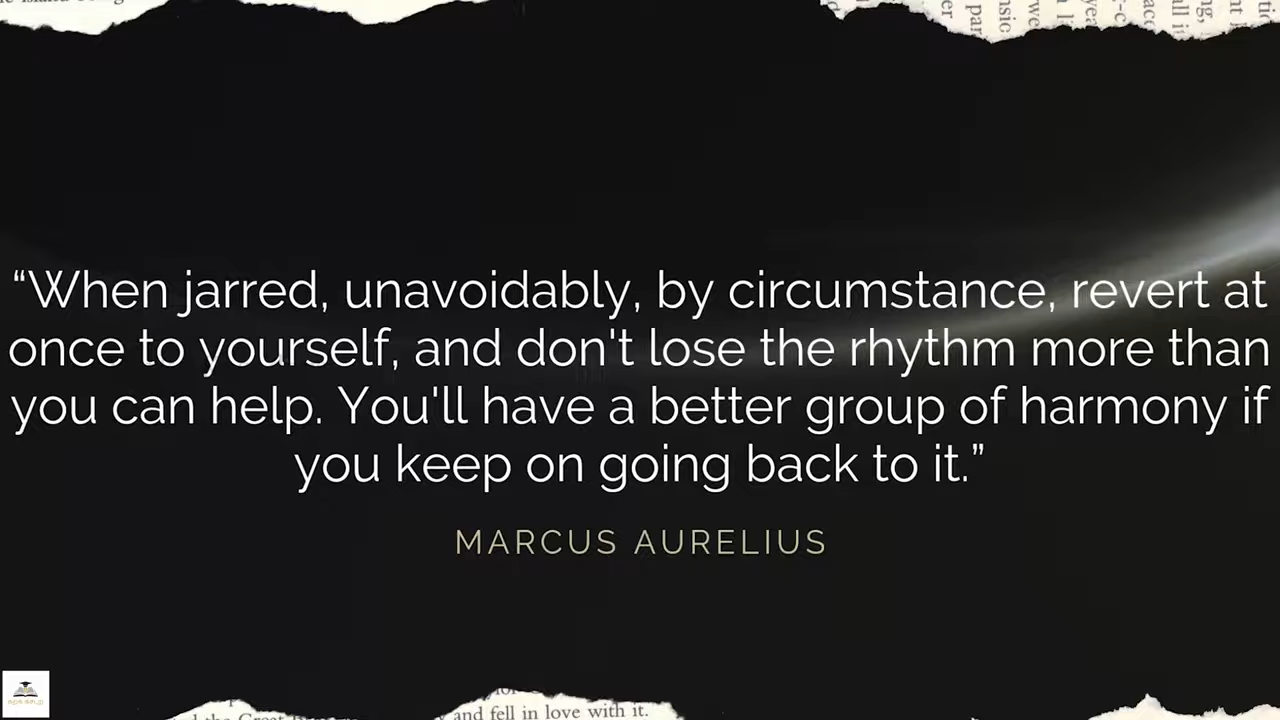 “When jarred, unavoidably, by circumstance, revert at
once to yourself, and don't lose the rhythm more than
you can help. You'll have a better group of harmony if
you keep on going back to it.”
MARCUS AURELIUS
and fell in love with it.